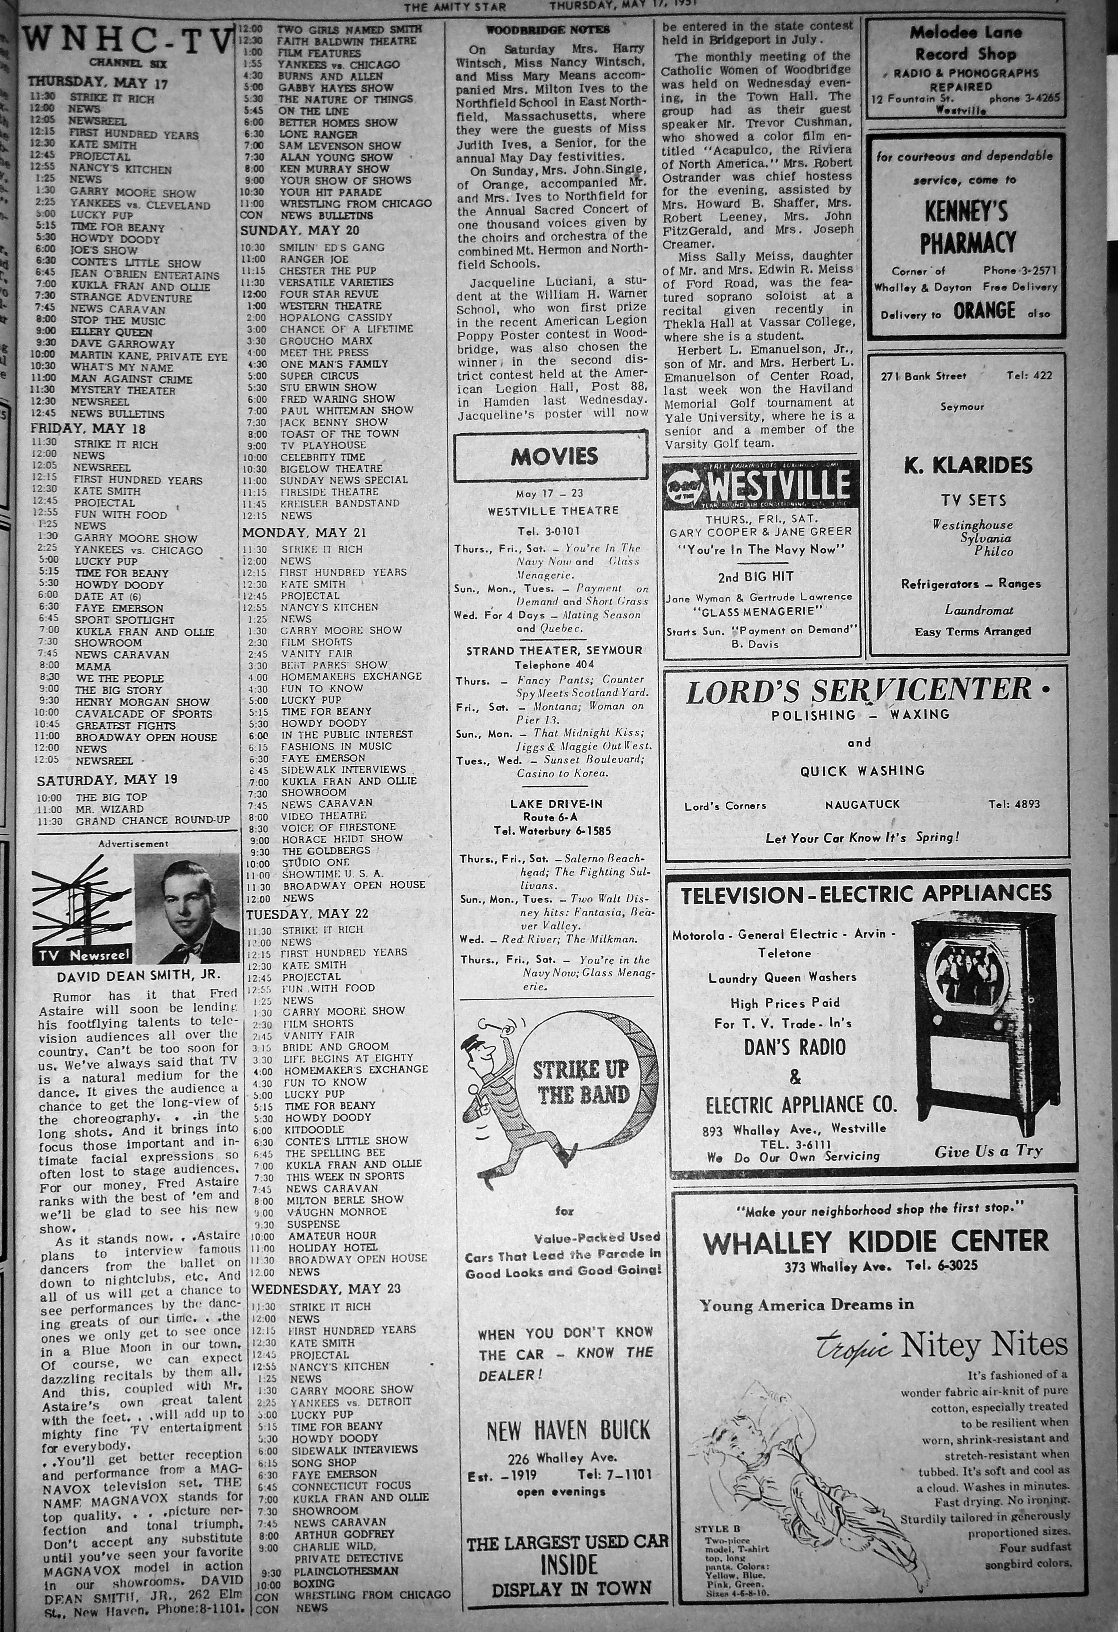 THE AMITY STAR THURSDAY, MAY 17, 1951
WNHC-TV
CHANNEL SIX
THURSDAY, MAY 17
11:30 STRIKE IT RICH
12:00 NEWS
12:05 NEWSREEL
12:15 FIRST HUNDRED YEARS
12:30 KATE SMITH
12:45 PROJECTAL
12:55 NANCY'S KITCHEN
1:25 NEWS
1:30 GARRY MOORE SHOW
2:25 YANKEES vs. CLEVELAND
5:00 LUCKY PUP
5:15 TIME FOR BEANY
5:30 HOWDY DOODY
6:00 JOE'S SHOW
6:30 CONTE'S LITTLE SHOW
6:45 JEAN O'BRIEN ENTERTAINS
7:00 KUKLA FRAN AND OLLIE
7:30 STRANGE ADVENTURE
7:45 NEWS CARAVAN
8:00 STOP THE MUSIC
9:00 ELLERY QUEEN
9:30 DAVE GARROWAY
10:00 MARTIN KANE, PRIVATE EYE
10:30 WHAT'S MY NAME
11:00 MAN AGAINST CRIME
11:30 MYSTERY THEATER
12:30 NEWSREEL
12:45 NEWS BULLETINS
FRIDAY, MAY 18
11:30 STRIKE IT RICH
12:00 NEWS
12:05 NEWSREEL
12:15 FIRST HUNDRED YEARS
12:30 KATE SMITH
12:45 PROJECTAL
12:55 FUN WITH FOOD
1:25 NEWS
1:30 GARRY MOORE SHOW
2:25 YANKEES vs. CHICAGO
5:00 LUCKY PUP
5:15 TIME FOR BEANY
5:30 HOWDY DOODY
6:00 DATE AT (6)
6:30 FAYE EMERSON
6:45 SPORT SPOTLIGHT
7:00 KUKLA FRAN AND OLLIE
7:30 SHOWROOM
7:45 NEWS CARAVAN
8:00 MAMA
8:30 WE THE PEOPLE
9:00 THE BIG STORY
9:30 HENRY MORGAN SHOW
10:00 CAVALCADE OF SPORTS
10:45 GREATEST FIGHTS
11:00 BROADWAY OPEN HOUSE
12:00 NEWS
12:05 NEWSREEL
SATURDAY, MAY 19
10:00 THE BIG TOP
11:00 MR. WIZARD
11:30 GRAND CHANCE ROUND-UP
Advertisement
TV Newsreel
DAVID DEAN SMITH, JR.
Rumor has it that Fred
Astaire will soon be lending
his footflying talents to tele-
vision audiences all over the
country. Can't be too soon for
us. We've always said that TV
is a natural medium for the
dance. It gives the audience a
chance to get the long-view of
the choreography. . .in the
long shots. And it brings into
focus those important and in-
timate facial expressions so
often lost to stage audiences.
For our money, Fred Astaire
ranks with the best of 'em and
we'll be glad to see his new
show.
As it stands now. . .Astaire
plans to interview famous
dancers from the ballet on
down to nightclubs, etc. And
all of us will get a chance to
see performances by the danc-
ing greats of our time. . .the
ones we only get to see once
in a Blue Moon in our town.
Of course, we can expect
dazzling recitals by them all.
And this, coupled with Mr.
Astaire's own great talent
with the feet. . .will add up to
mighty fine TV entertainment
for everybody.
. .You'll get better reception
and performance from a MAG-
NAVOX television set. THE
NAME MAGNAVOX stands for
top quality. . . .picture per-
fection and tonal triumph.
Don't accept any substitute
until you've seen your favorite
MAGNAVOX model in action
in our showrooms. DAVID
DEAN SMITH, JR., 262 Elm
St., New Haven. Phone:8-1101.
12:00 TWO GIRLS NAMED SMITH
12:30 FAITH BALDWIN THEATRE
1:00 FILM FEATURES
1:55 YANKEES vs. CHICAGO
4:30 BURNS AND ALLEN
5:00 GABBY HAYES SHOW
5:30 THE NATURE OF THINGS
5:45 ON THE LINE
6:00 BETTER HOMES SHOW
6:30 LONE RANGER
7:00 SAM LEVENSON SHOW
7:30 ALAN YOUNG SHOW
8:00 KEN MURRAY SHOW
9:00 YOUR SHOW OF SHOWS
10:30 YOUR HIT PARADE
11:00 WRESTLING FROM CHICAGO
CON NEWS BULLETINS
SUNDAY, MAY 20
10:30 SMILIN' EDS GANG
11:00 RANGER JOE
11:15 CHESTER THE PUP
11:30 VERSATILE VARIETIES
12:00 FOUR STAR REVUE
1:00 WESTERN THEATRE
2:00 HOPALONG CASSIDY
3:00 CHANCE OF A LIFETIME
3:30 GROUCHO MARX
4:00 MEET THE PRESS
4:30 ONE MAN'S FAMILY
5:00 SUPER CIRCUS
5:30 STU ERWIN SHOW
6:00 FRED WARING SHOW
7:00 PAUL WHITEMAN SHOW
7:30 JACK BENNY SHOW
8:00 TOAST OF THE TOWN
9:00 TV PLAYHOUSE
10:00 CELEBRITY TIME
10:30 BIGELOW THEATRE
11:00 SUNDAY NEWS SPECIAL
11:15 FIRESIDE THEATRE
11:45 KREISLER BANDSTAND
12:15 NEWS
MONDAY, MAY 21
11:30 STRIKE IT RICH
12:00 NEWS
12:15 FIRST HUNDRED YEARS
12:30 KATE SMITH
12:45 PROJECTAL
12:55 NANCY'S KITCHEN
1:25 NEWS
1:30 GARRY MOORE SHOW
2:30 FILM SHORTS
2:45 VANITY FAIR
3:30 BERT PARKS SHOW
4:00 HOMEMAKERS EXCHANGE
4:30 FUN TO KNOW
5:00 LUCKY PUP
5:15 TIME FOR BEANY
5:30 HOWDY DOODY
6:00 IN THE PUBLIC INTEREST
6:15 FASHIONS IN MUSIC
6:30 FAYE EMERSON
6:45 SIDEWALK INTERVIEWS
7:00 KUKLA FRAN AND OLLIE
7:30 SHOWROOM
7:45 NEWS CARAVAN
8:00 VIDEO THEATRE
8:30 VOICE OF FIRESTONE
9:00 HORACE HEIDT SHOW
9:30 THE GOLDBERGS
10:00 STUDIO ONE
11:00 SHOWTIME U. S. A.
11:30 BROADWAY OPEN HOUSE
12:00 NEWS
TUESDAY, MAY 22
11:30 STRIKE IT RICH
12:00 NEWS
12:15 FIRST HUNDRED YEARS
12:30 KATE SMITH
12:45 PROJECTAL
12:55 FUN WITH FOOD
1:25 NEWS
1:30 GARRY MOORE SHOW
2:30 FILM SHORTS
2:45 VANITY FAIR
3:15 BRIDE AND GROOM
3:30 LIFE BEGINS AT EIGHTY
4:00 HOMEMAKER'S EXCHANGE
4:30 FUN TO KNOW
5:00 LUCKY PUP
5:15 TIME FOR BEANY
5:30 HOWDY DOODY
6:00 KITDOODLE
6:30 CONTE'S LITTLE SHOW
6:45 THE SPELLING BEE
7:00 KUKLA FRAN AND OLLIE
7:30 THIS WEEK IN SPORTS
7:45 NEWS CARAVAN
8:00 MILTON BERLE SHOW
9:00 VAUGHN MONROE
9:30 SUSPENSE
10:00 AMATEUR HOUR
11:00 HOLIDAY HOTEL
11:30 BROADWAY OPEN HOUSE
12:00 NEWS
WEDNESDAY, MAY 23
11:30 STRIKE IT RICH
12:00 NEWS
12:15 FIRST HUNDRED YEARS
12:30 KATE SMITH
12:45 PROJECTAL
12:55 NANCY'S KITCHEN
1:25 NEWS
1:30 GARRY MOORE SHOW
2:25 YANKEES vs. DETROIT
5:00 LUCKY PUP
5:15 TIME FOR BEANY
5:30 HOWDY DOODY
6:00 SIDEWALK INTERVIEWS
6:15 SONG SHOP
6:30 FAYE EMERSON
6:45 CONNECTICUT FOCUS
7:00 KUKLA FRAN AND OLLIE
7:30 SHOWROOM
7:45 NEWS CARAVAN
8:00 ARTHUR GODFREY
9:00 CHARLIE WILD,
PRIVATE DETECTIVE
9:30 PLAINCLOTHESMAN
10:00 BOXING
CON WRESTLING FROM CHICAGO
CON NEWS
WOODBRIDGE NOTES
On Saturday Mrs. Harry
Wintsch, Miss Nancy Wintsch,
and Miss Mary Means accom-
panied Mrs. Milton Ives to the
Northfield School in East North-
field, Massachusetts, where
they were the guests of Miss
Judith Ives, a Senior, for the
annual May Day festivities.
On Sunday, Mrs. John Single,
of Orange, accompanied Mr.
and Mrs. Ives to Northfield for
the Annual Sacred Concert of
one thousand voices given by
the choirs and orchestra of the
combined Mt. Hermon and North-
field Schools.
Jacqueline Luciani, a stu-
dent at the William H. Warner
School, who won first prize
in the recent American Legion
Poppy Poster contest in Wood-
bridge, was also chosen the
winner in the second dis-
trict contest held at the Amer-
ican Legion Hall, Post 88,
in Hamden last Wednesday.
Jacqueline's poster will now
be entered in the state contest
held in Bridgeport in July.
The monthly meeting of the
Catholic Women of Woodbridge
was held on Wednesday even-
ing, in the Town Hall. The
group had as their guest
speaker Mr. Trevor Cushman,
who showed a color film en-
titled "Acapulco, the Riviera
of North America." Mrs. Robert
Ostrander was chief hostess
for the evening, assisted by
Mrs. Howard B. Shaffer, Mrs.
Robert Leeney, Mrs. John
FitzGerald, and Mrs. Joseph
Creamer.
Miss Sally Meiss, daughter
of Mr. and Mrs. Edwin R. Meiss
of Ford Road, was the fea-
tured soprano soloist at a
recital given recently in
Thekla Hall at Vassar College,
where she is a student.
Herbert L. Emanuelson, Jr.,
son of Mr. and Mrs. Herbert L.
Emanuelson of Center Road,
last week won the Haviland
Memorial Golf tournament at
Yale University, where he is a
senior and a member of the
Varsity Golf team.
MOVIES
May 17 - 23
WESTVILLE THEATRE
Tel. 3-0101
Thurs., Fri., Sat. - You're In The
Navy Now and Glass
Menagerie.
Sun., Mon., Tues. - Payment on
Demand and Short Grass
Wed. For 4 Days - Mating Season
and Quebec.
STRAND THEATER, SEYMOUR
Telephone 404
Thurs. - Fancy Pants; Counter
Spy Meets Scotland Yard.
Fri., Sat. - Montana; Woman on
Pier 13.
Sun., Mon. - That Midnight Kiss;
Jiggs & Maggie Out West.
Tues., Wed. - Sunset Boulevard;
Casino to Korea.
LAKE DRIVE-IN
Route 6-A
Tel. Waterbury 6-1585
Thurs., Fri., Sat. - Salerno Beach-
head; The Fighting Sul-
livans.
Sun., Mon., Tues. - Two Walt Dis-
ney hits: Fantasia, Bea-
ver Valley.
Wed. - Red River; The Milkman.
Thurs., Fri., Sat. - You're in the
Navy Now; Glass Menag-
erie.
STRIKE UP
THE BAND
for
Value-Packed Used
Cars That Lead the Parade in
Good Looks and Good Going!
WHEN YOU DON'T KNOW
THE CAR - KNOW THE
DEALER!
NEW HAVEN BUICK
226 Whalley Ave.
Est. -1919 Tel: 7-1101
open evenings
THE LARGEST USED CAR
INSIDE
DISPLAY IN TOWN
WESTVILLE
THURS., FRI., SAT.
GARY COOPER & JANE GREER
"You're In The Navy Now"
2nd BIG HIT
Jane Wyman & Gertrude Lawrence
"GLASS MENAGERIE"
Starts Sun. "Payment on Demand"
B. Davis
Melodee Lane
Record Shop
RADIO & PHONOGRAPHS
REPAIRED
12 Fountain St. phone 3-4265
Westville
for courteous and dependable
service, come to
KENNEY'S
PHARMACY
Corner of Phone 3-2571
Whalley & Dayton Free Delivery
Delivery to ORANGE also
271 Bank Street Tel: 422
Seymour
K. KLARIDES
TV SETS
Westinghouse
Sylvania
Philco
Refrigerators - Ranges
Laundromat
Easy Terms Arranged
LORD'S SERVICENTER
POLISHING - WAXING
and
QUICK WASHING
Lord's Corners NAUGATUCK Tel: 4893
Let Your Car Know It's Spring!
TELEVISION-ELECTRIC APPLIANCES
Motorola - General Electric - Arvin -
Teletone
Laundry Queen Washers
High Prices Paid
For T. V. Trade-In's
DAN'S RADIO
&
ELECTRIC APPLIANCE CO.
893 Whalley Ave., Westville
TEL. 3-6111
We Do Our Own Servicing
Give Us a Try
"Make your neighborhood shop the first stop."
WHALLEY KIDDIE CENTER
373 Whalley Ave. Tel. 6-3025
Young America Dreams in
tropic Nitey Nites
It's fashioned of a
wonder fabric air-knit of pure
cotton, especially treated
to be resilient when
worn, shrink-resistant and
stretch-resistant when
tubbed. It's soft and cool as
a cloud. Washes in minutes.
Fast drying. No ironing.
Sturdily tailored in generously
proportioned sizes.
Four sudfast
songbird colors.
STYLE B
Two-piece
model, T-shirt
top, long
pants. Colors:
Yellow, Blue,
Pink, Green.
Sizes 4-6-8-10.